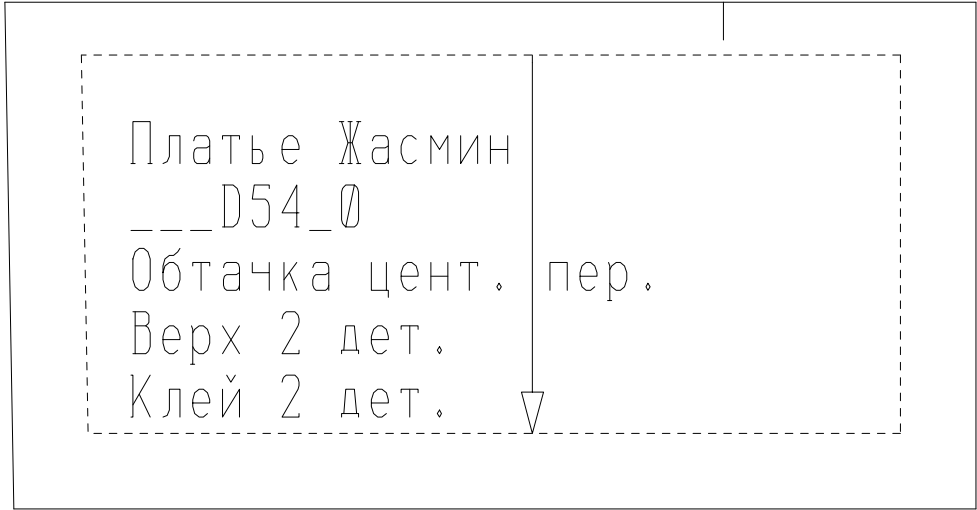 Платье Жасмин
___D54_0
Обтачка цент. пер.
Верх 2 дет.
Клей 2 дет.